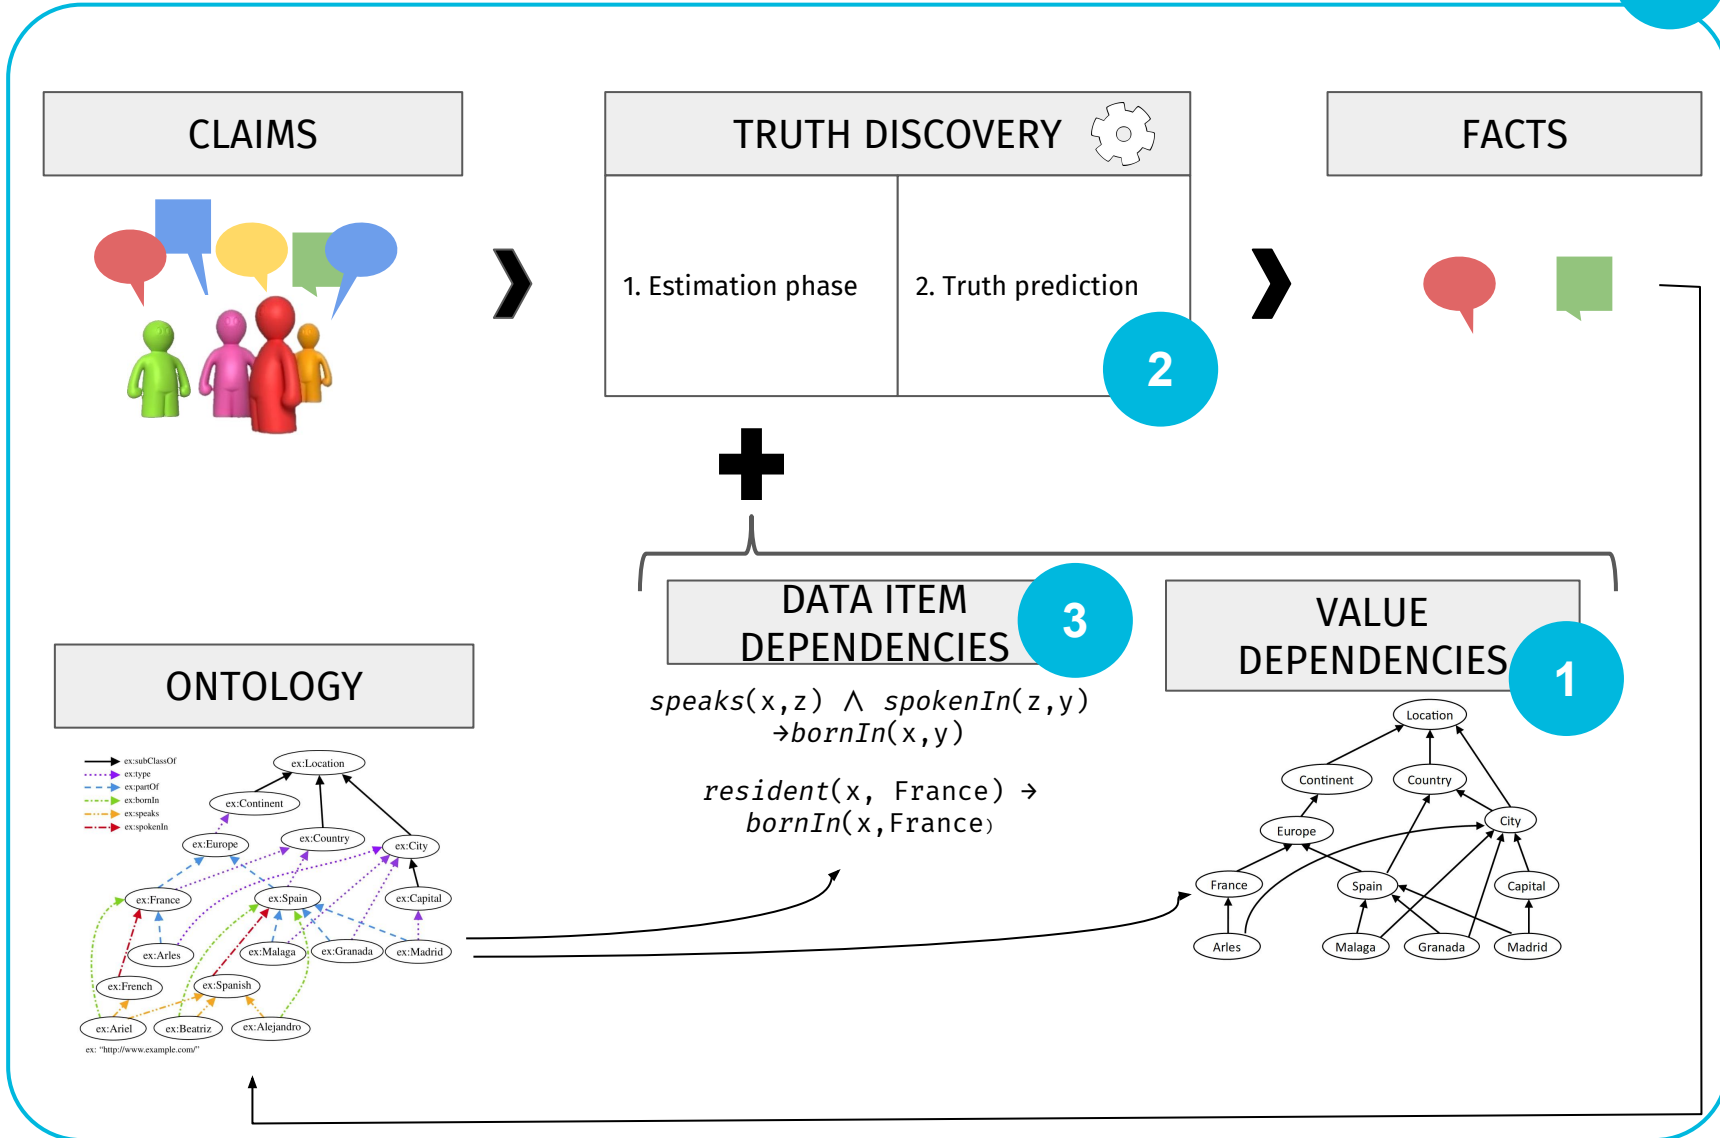 CLAIMS
TRUTH DISCOVERY
FACTS
1. Estimation phase
2. Truth prediction
2
DATA ITEM
DEPENDENCIES
3
VALUE
DEPENDENCIES
1
ONTOLOGY
speaks(x,z) ∧ spokenIn(z,y)
→bornIn(x,y)
resident(x, France) →
bornIn(x,France)
ex:subClassOf
ex:type
ex:partOf
ex:bornIn
ex:speaks
ex:spokenIn
ex:Location
ex:Continent
ex:Europe
ex:Country
ex:City
ex:France
ex:Spain
ex:Capital
ex:Arles
ex:Malaga
ex:Granada
ex:Madrid
ex:French
ex:Spanish
ex:Ariel
ex:Beatriz
ex:Alejandro
ex: "http://www.example.com/"
Location
Continent
Country
Europe
City
France
Spain
Capital
Arles
Malaga
Granada
Madrid